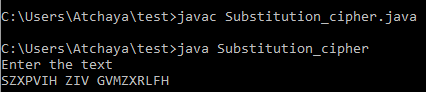 C:\Users\Atchaya\test>javac Substitution_cipher.java
C:\Users\Atchaya\test>java Substitution_cipher
Enter the text
SZXPVIH ZIV GVMZXRLFH